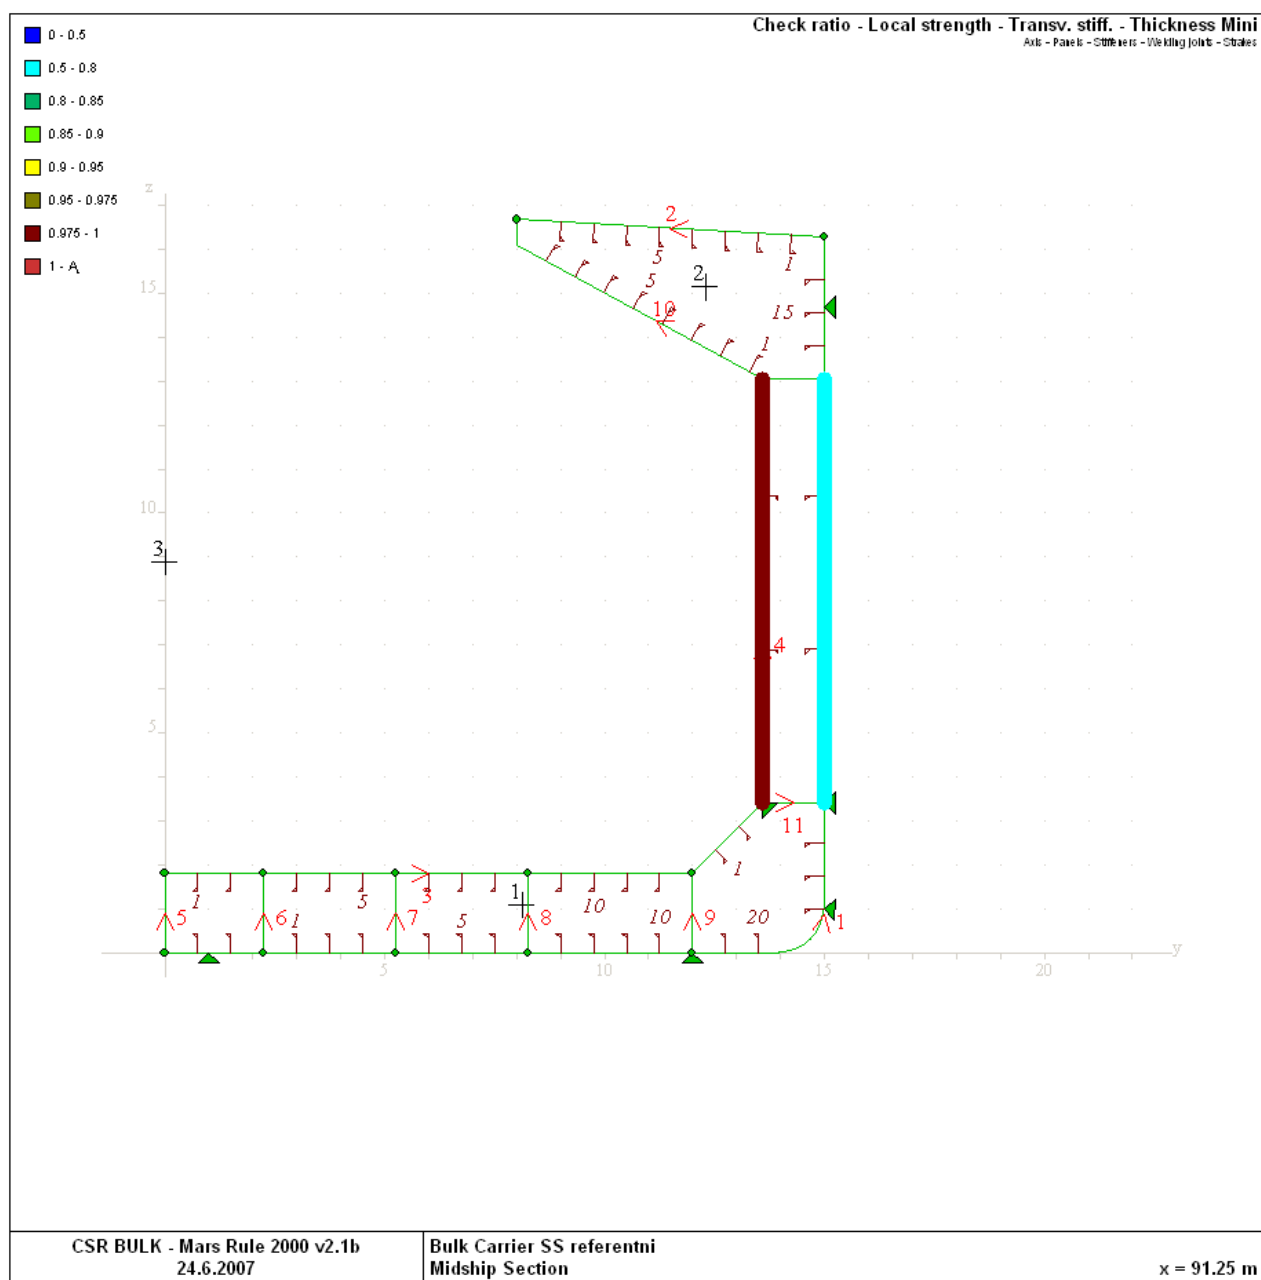 Check ratio - Local strength - Transv. stiff. - Thickness Mini
Axis - Panels - Stiffeners - Welding joints - Strakes
0 - 0.5
0.5 - 0.8
0.8 - 0.85
0.85 - 0.9
0.9 - 0.95
0.95 - 0.975
0.975 - 1
1 - A
z
2
5
1
2
5
15
10
15
1
10
3
4
5
11
1
1
5
3
1
10
10
20
5
6
1
7
5
8
9
1
y
5
10
15
20
CSR BULK - Mars Rule 2000 v2.1b
24.6.2007
Bulk Carrier SS referentni
Midship Section
x = 91.25 m